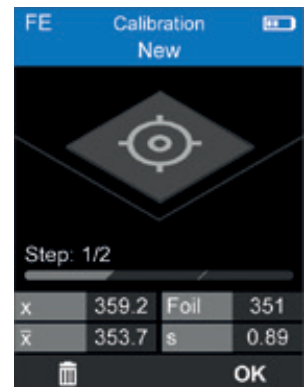 FE Calibration
New
Step: 1/2
x 359.2 Foil 351
x̅ 353.7 s 0.89
OK